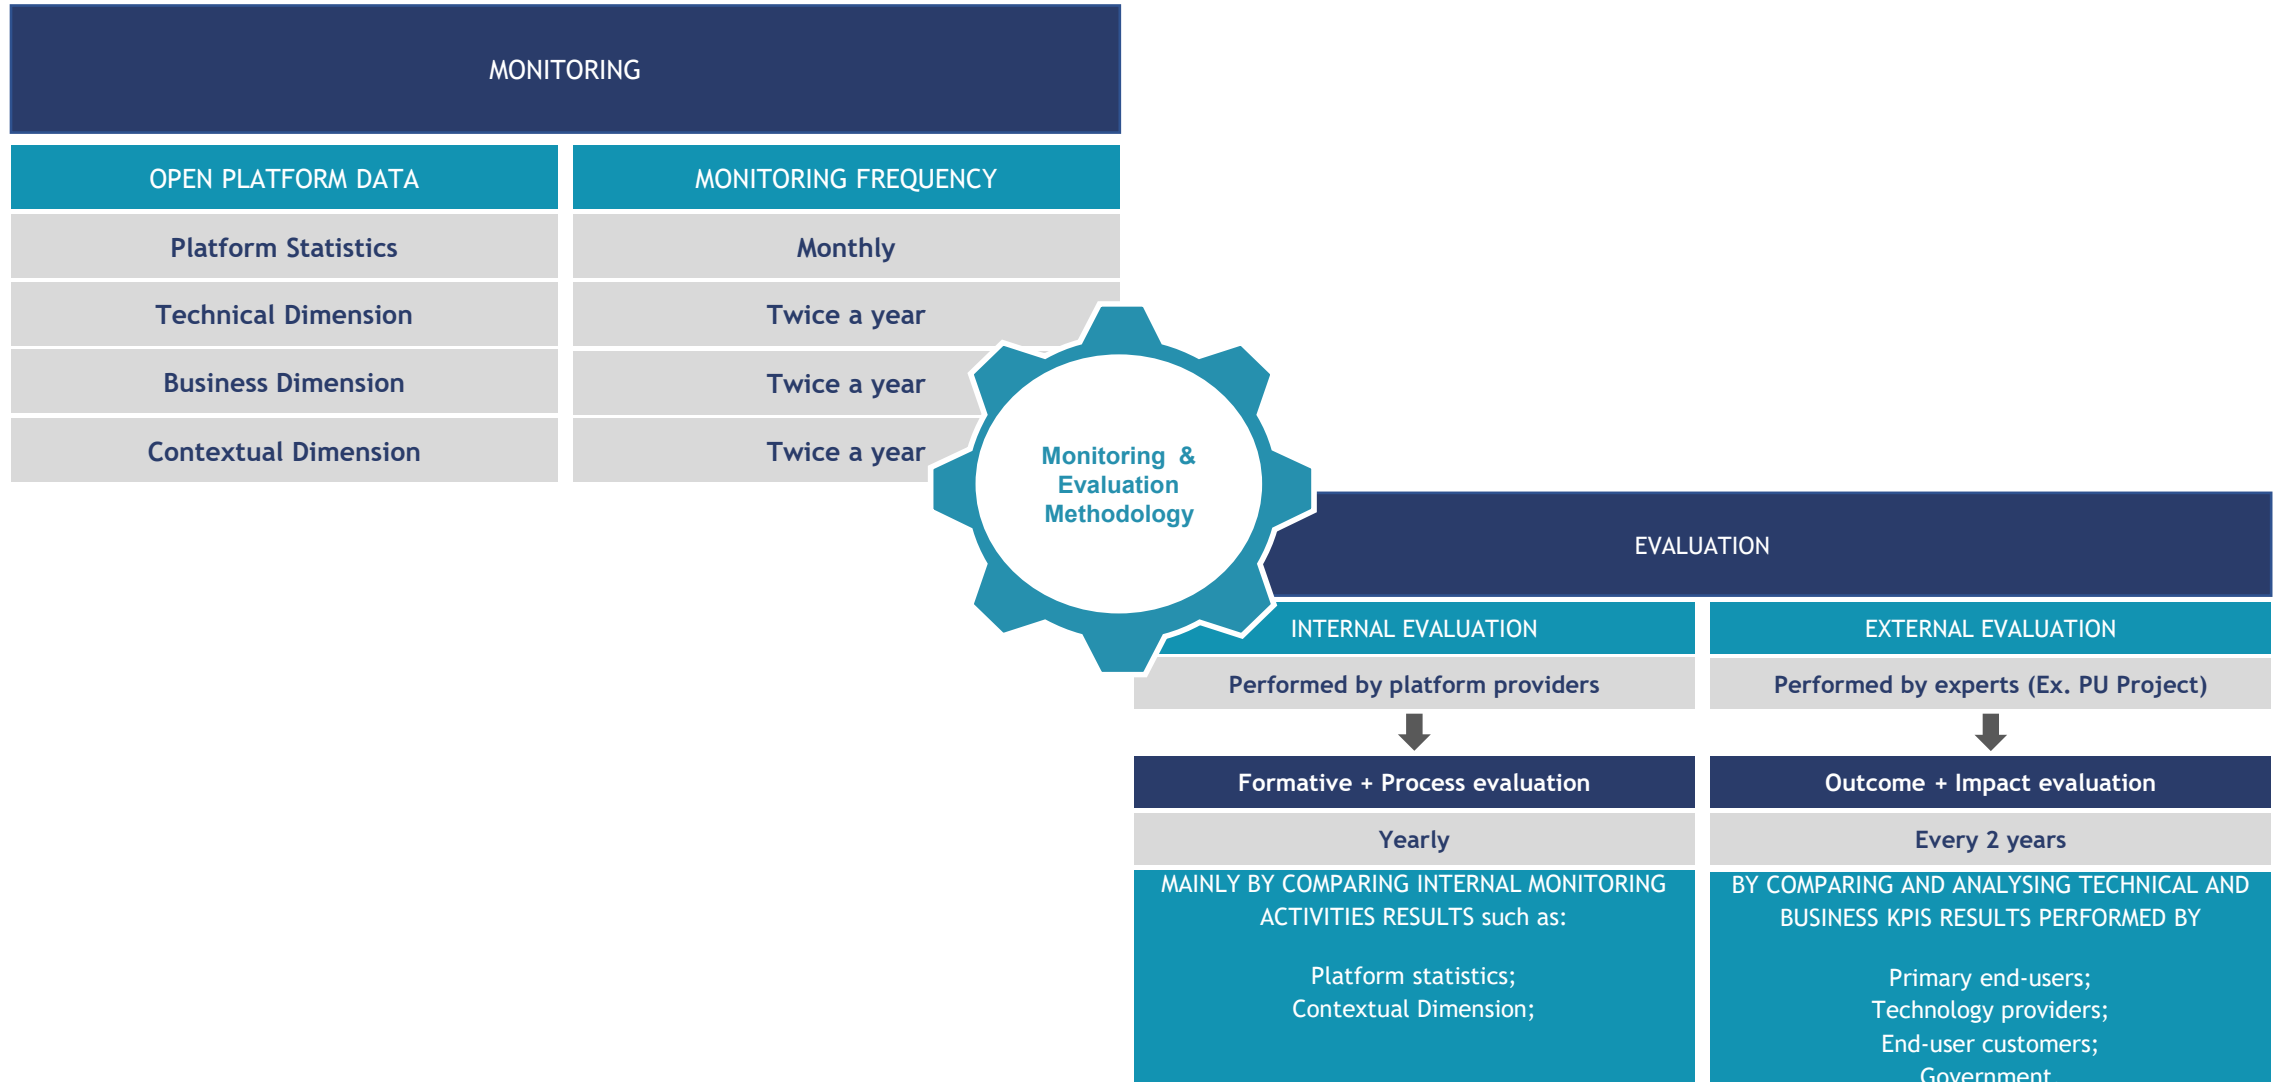 MONITORING
OPEN PLATFORM DATA
MONITORING FREQUENCY
Platform Statistics
Monthly
Technical Dimension
Twice a year
Business Dimension
Twice a year
Contextual Dimension
Twice a year
Monitoring &
Evaluation
Methodology
EVALUATION
INTERNAL EVALUATION
EXTERNAL EVALUATION
Performed by platform providers
Performed by experts (Ex. PU Project)
Formative + Process evaluation
Outcome + Impact evaluation
Yearly
Every 2 years
MAINLY BY COMPARING INTERNAL MONITORING
ACTIVITIES RESULTS such as:
Platform statistics;
Contextual Dimension;
BY COMPARING AND ANALYSING TECHNICAL AND
BUSINESS KPIS RESULTS PERFORMED BY
Primary end-users;
Technology providers;
End-user customers;
Government